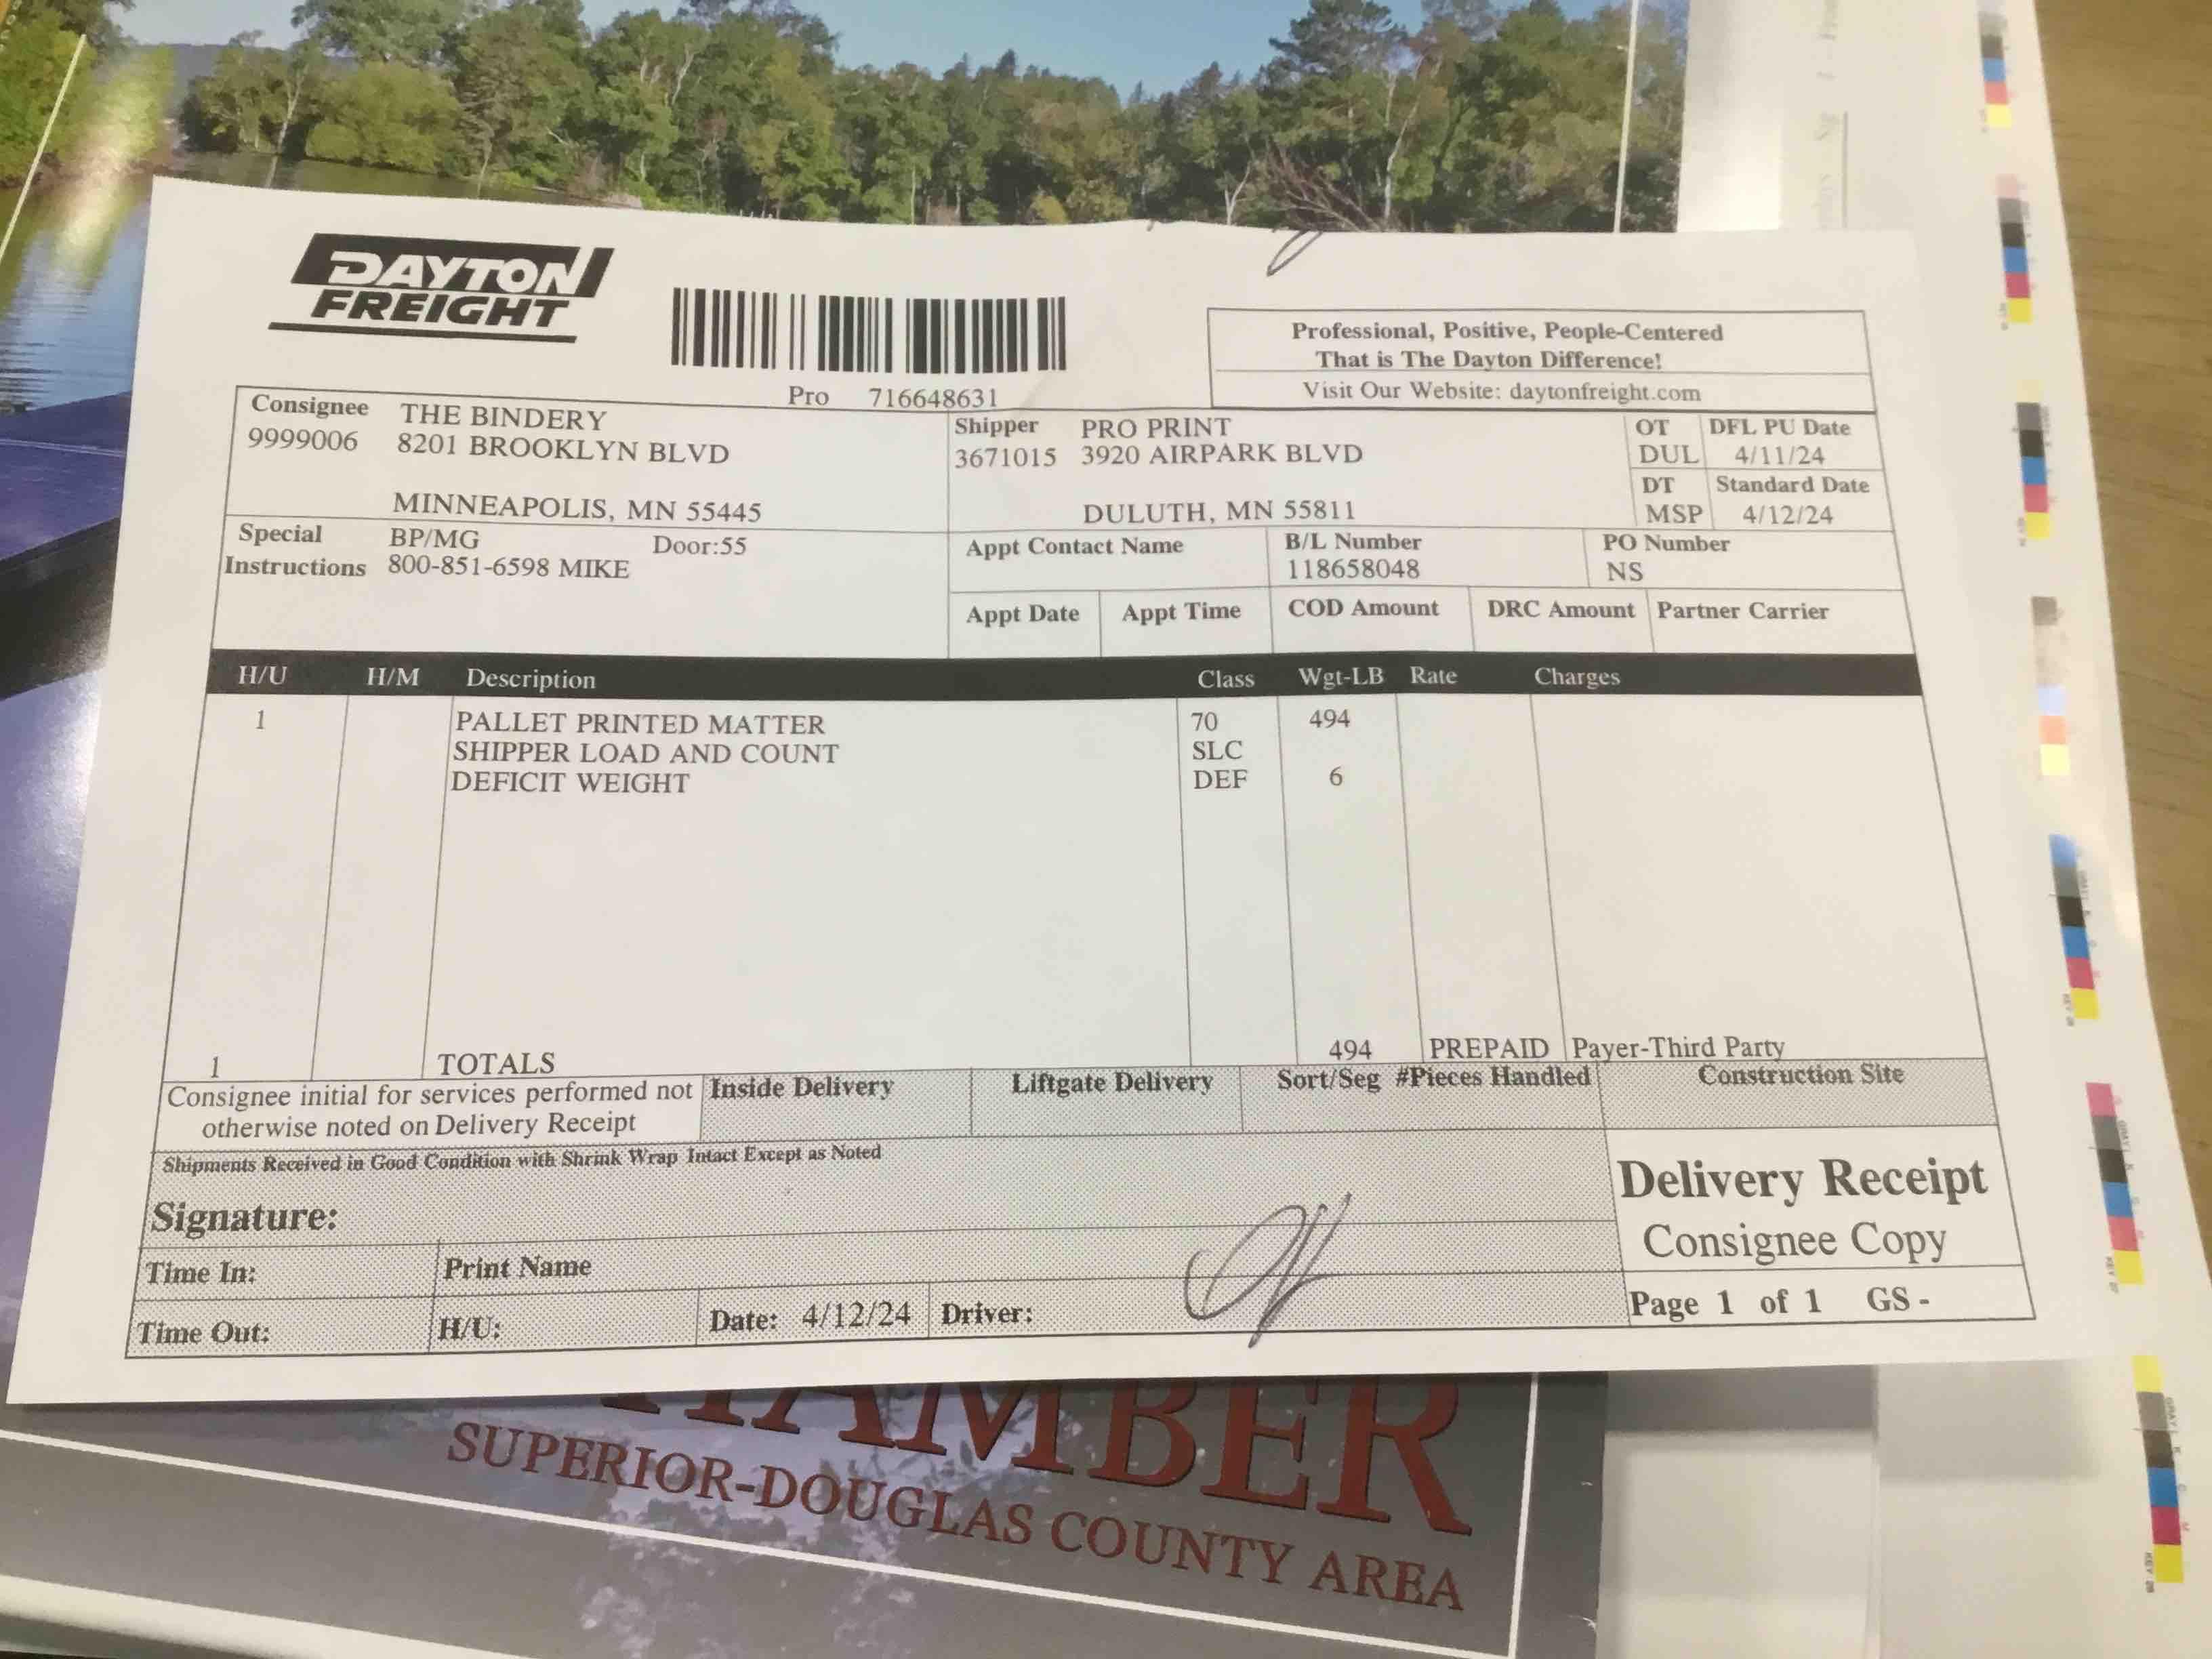 DAYTON
FREIGHT
Pro 716648631
Professional, Positive, People-Centered
That is The Dayton Difference!
Visit Our Website: daytonfreight.com
Consignee THE BINDERY
9999006 8201 BROOKLYN BLVD
MINNEAPOLIS, MN 55445
Shipper PRO PRINT
3671015 3920 AIRPARK BLVD
DULUTH, MN 55811
OT DFL PU Date
DUL 4/11/24
DT Standard Date
MSP 4/12/24
Special BP/MG Door:55
Instructions 800-851-6598 MIKE
Appt Contact Name B/L Number PO Number
118658048 NS
Appt Date Appt Time COD Amount DRC Amount Partner Carrier
H/U H/M Description Class Wgt-LB Rate Charges
1 PALLET PRINTED MATTER 70 494
SHIPPER LOAD AND COUNT SLC
DEFICIT WEIGHT DEF 6
1 TOTALS 494 PREPAID Payer-Third Party
Consignee initial for services performed not
otherwise noted on Delivery Receipt
Inside Delivery Liftgate Delivery Sort/Seg #Pieces Handled Construction Site
Shipments Received in Good Condition with Shrink Wrap Intact Except as Noted
Signature:
Time In: Print Name
Time Out: H/U: Date: 4/12/24 Driver:
Delivery Receipt
Consignee Copy
Page 1 of 1 GS -
HAMBER
SUPERIOR-DOUGLAS COUNTY AREA